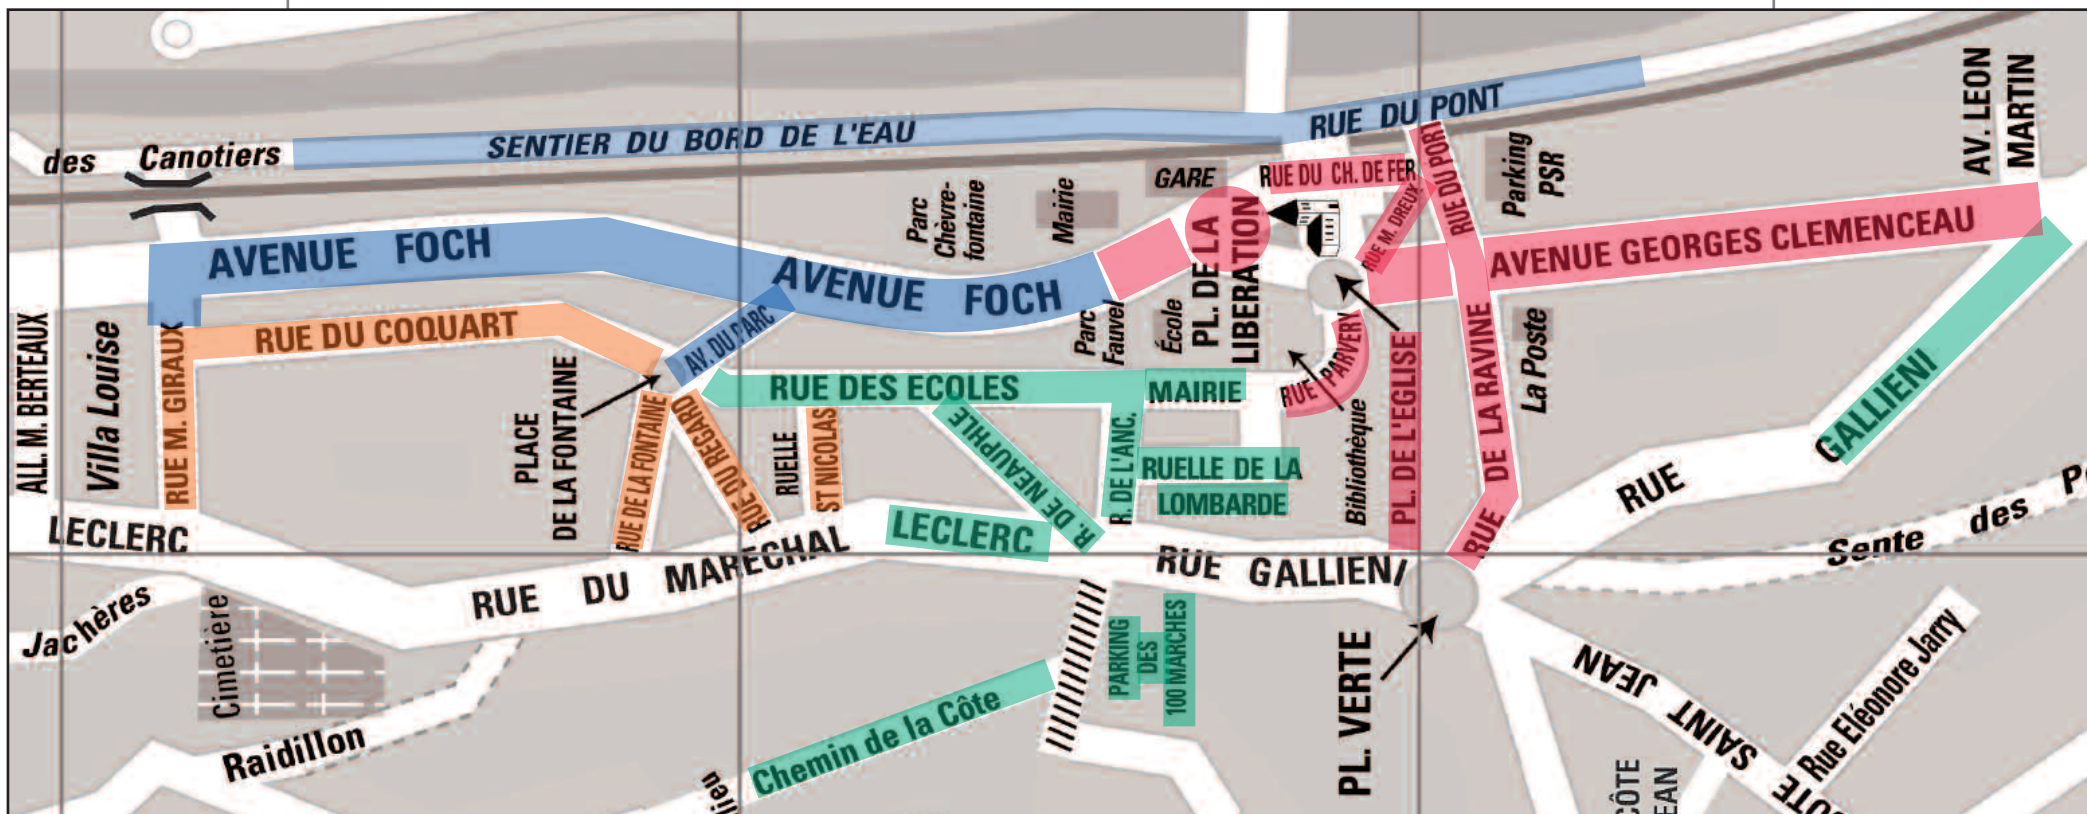 des Canotiers
SENTIER DU BORD DE L'EAU
RUE DU PONT
AV. LEON
MARTIN
GARE
RUE DU CH. DE FER
RUE DU PORT
Parking
PSR
Parc
Chèvre-
fontaine
Mairie
RUE M. DREUX
AVENUE FOCH
AVENUE FOCH
PL. DE LA
LIBERATION
AVENUE GEORGES CLEMENCEAU
ALL. M. BERTEAUX
Villa Louise
RUE M. GIRAUX
RUE DU COQUART
AV. DU PARC
Parc
Fauvel
École
RUE PARVERY
PL. DE L'EGLISE
RUE DE LA RAVINE
La Poste
PLACE
DE LA FONTAINE
RUE DES ECOLES
MAIRIE
R. DE L'ANC.
RUE DE LA FONTAINE
RUE DU REGARD
RUELLE
ST NICOLAS
R. DE NEAUPHLE
RUELLE DE LA
LOMBARDE
Bibliothèque
RUE
GALLIENI
LECLERC
RUE DU MARECHAL
LECLERC
RUE GALLIENI
Sente des
Jachères
Cimetière
PARKING
DES
100 MARCHES
PL. VERTE
Raidillon
Chemin de la Côte
SAINT JEAN
Rue Eléonore Jarry
CÔTE